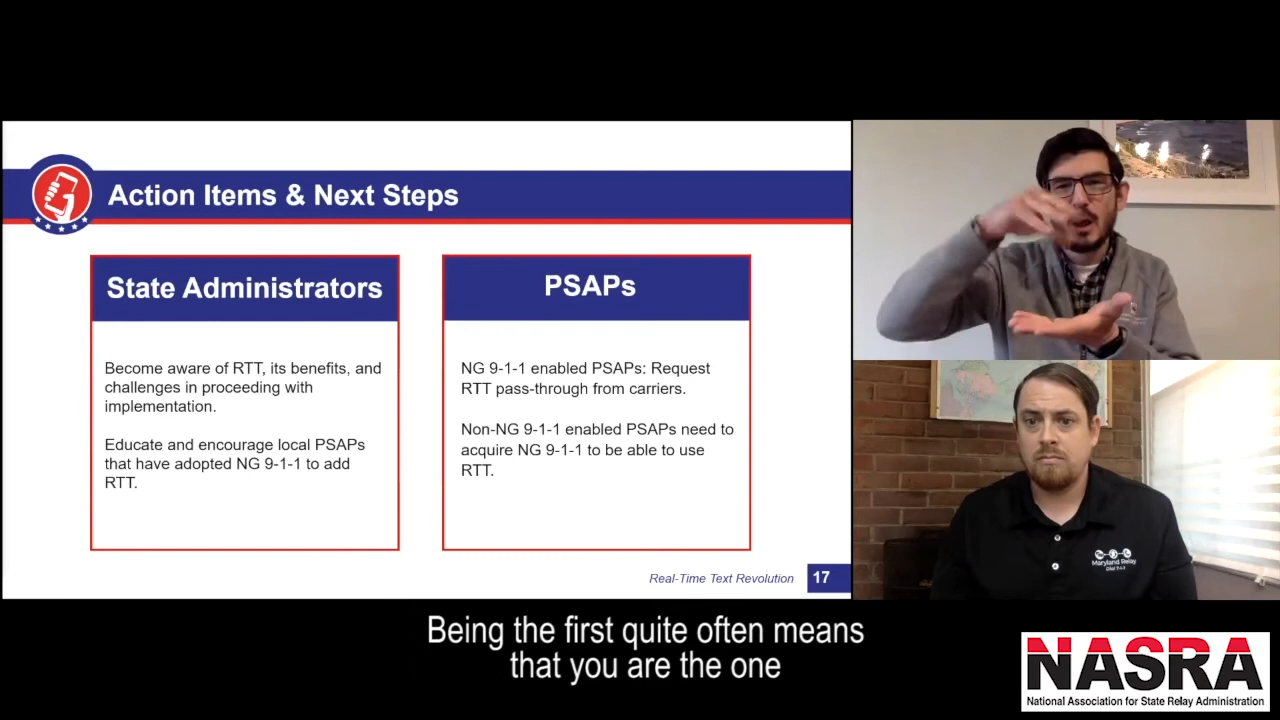 Action Items & Next Steps
State Administrators
Become aware of RTT, its benefits, and
challenges in proceeding with
implementation.
Educate and encourage local PSAPs
that have adopted NG 9-1-1 to add
RTT.
PSAPs
NG 9-1-1 enabled PSAPs: Request
RTT pass-through from carriers.
Non-NG 9-1-1 enabled PSAPs need to
acquire NG 9-1-1 to be able to use
RTT.
Real-Time Text Revolution
17
Maryland Relay
Being the first quite often means
that you are the one
NASRA
National Association for State Relay Administration